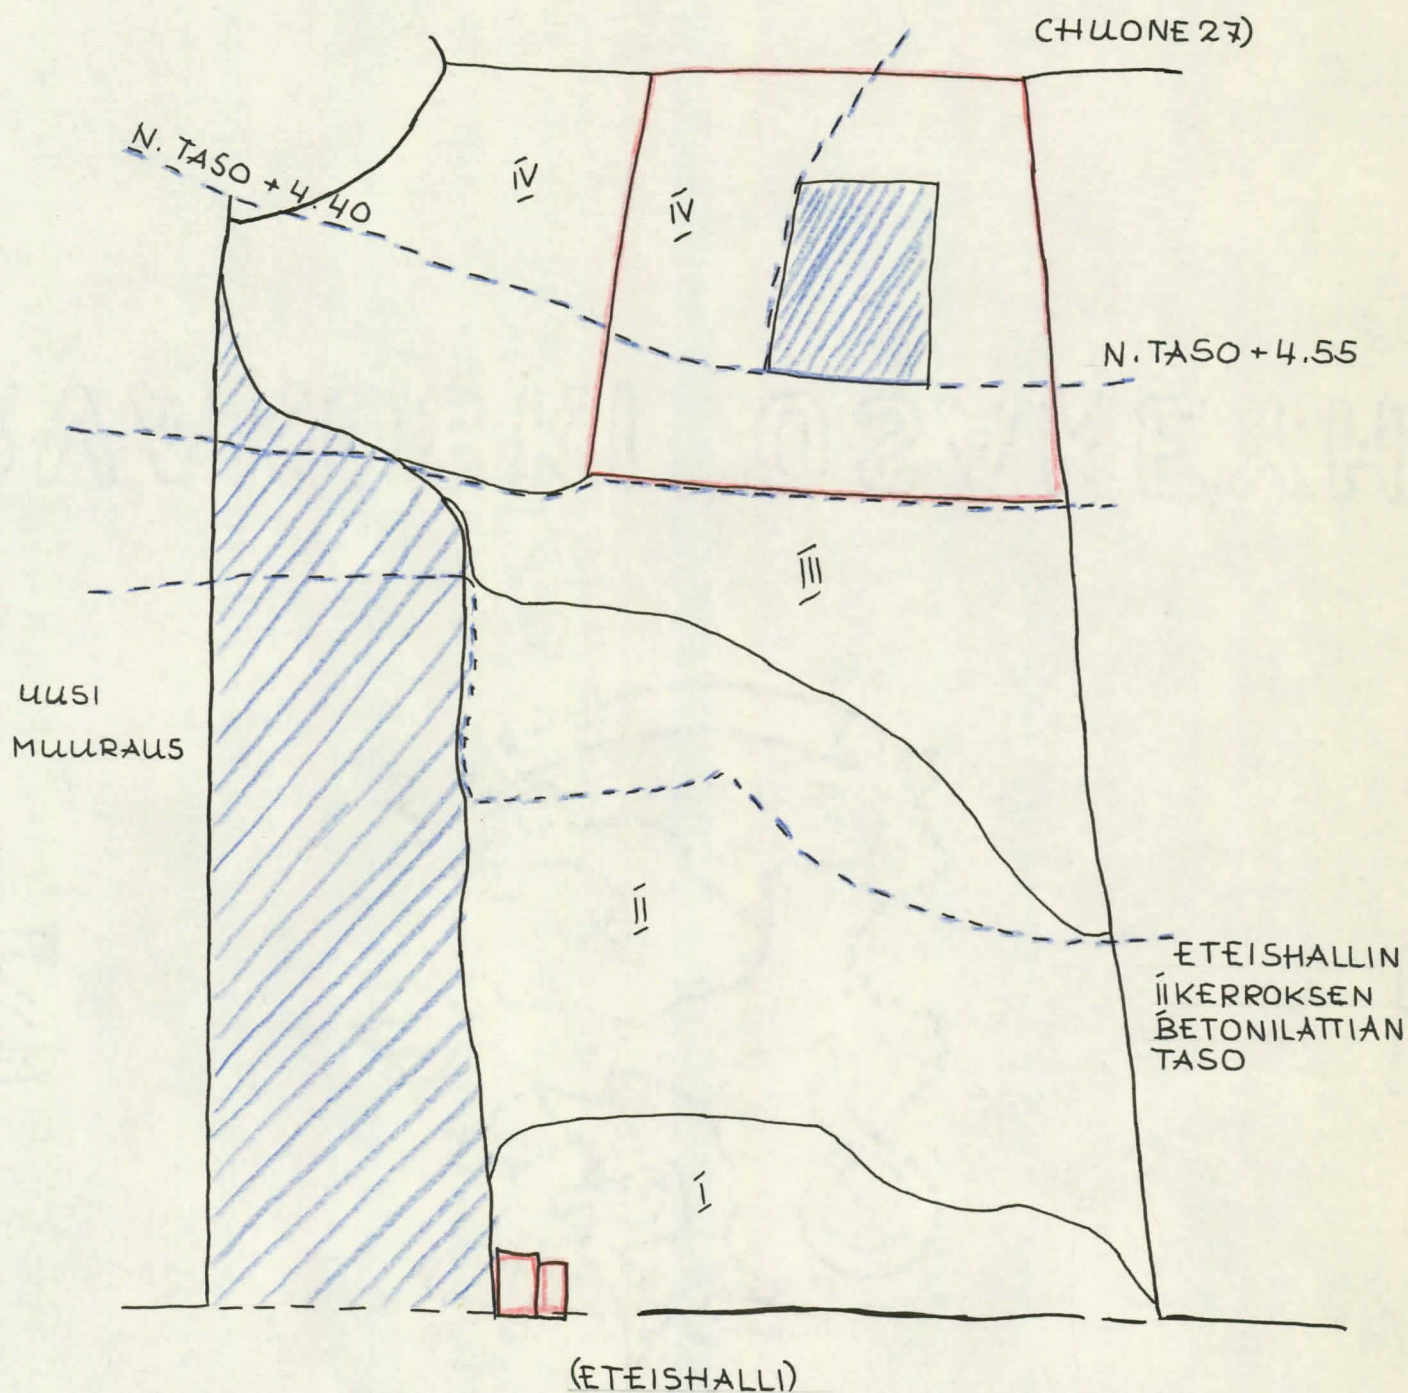 (HUONE 27)
N. TASO + 4.40
IV
IV
N. TASO + 4.55
III
UUSI
MUURAUS
II
ETEISHALLIN
II KERROKSEN
BETONILATTIAN
TASO
I
(ETEISHALLI)